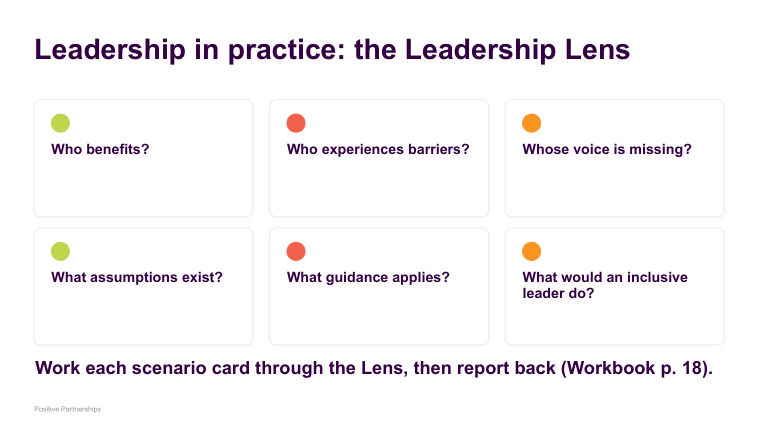 Leadership in practice: the Leadership Lens
Who benefits?
Who experiences barriers?
Whose voice is missing?
What assumptions exist?
What guidance applies?
What would an inclusive
leader do?
Work each scenario card through the Lens, then report back (Workbook p. 18).
Positive Partnerships